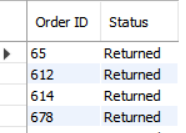 Order ID Status
65 Returned
612 Returned
614 Returned
678 Returned